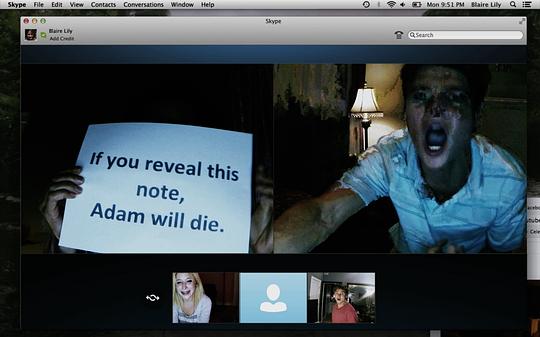 Skype File Edit View Contacts Conversations Window Help Mon 9:51 PM Blaire Lily
Skype
Blaire Lily
Add Credit
Search
If you reveal this
note,
Adam will die.